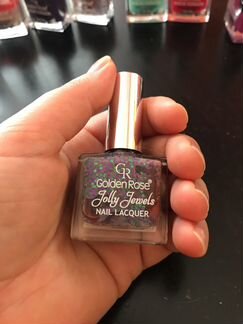 GR
Golden Rose®
Jolly Jewels
NAIL LACQUER